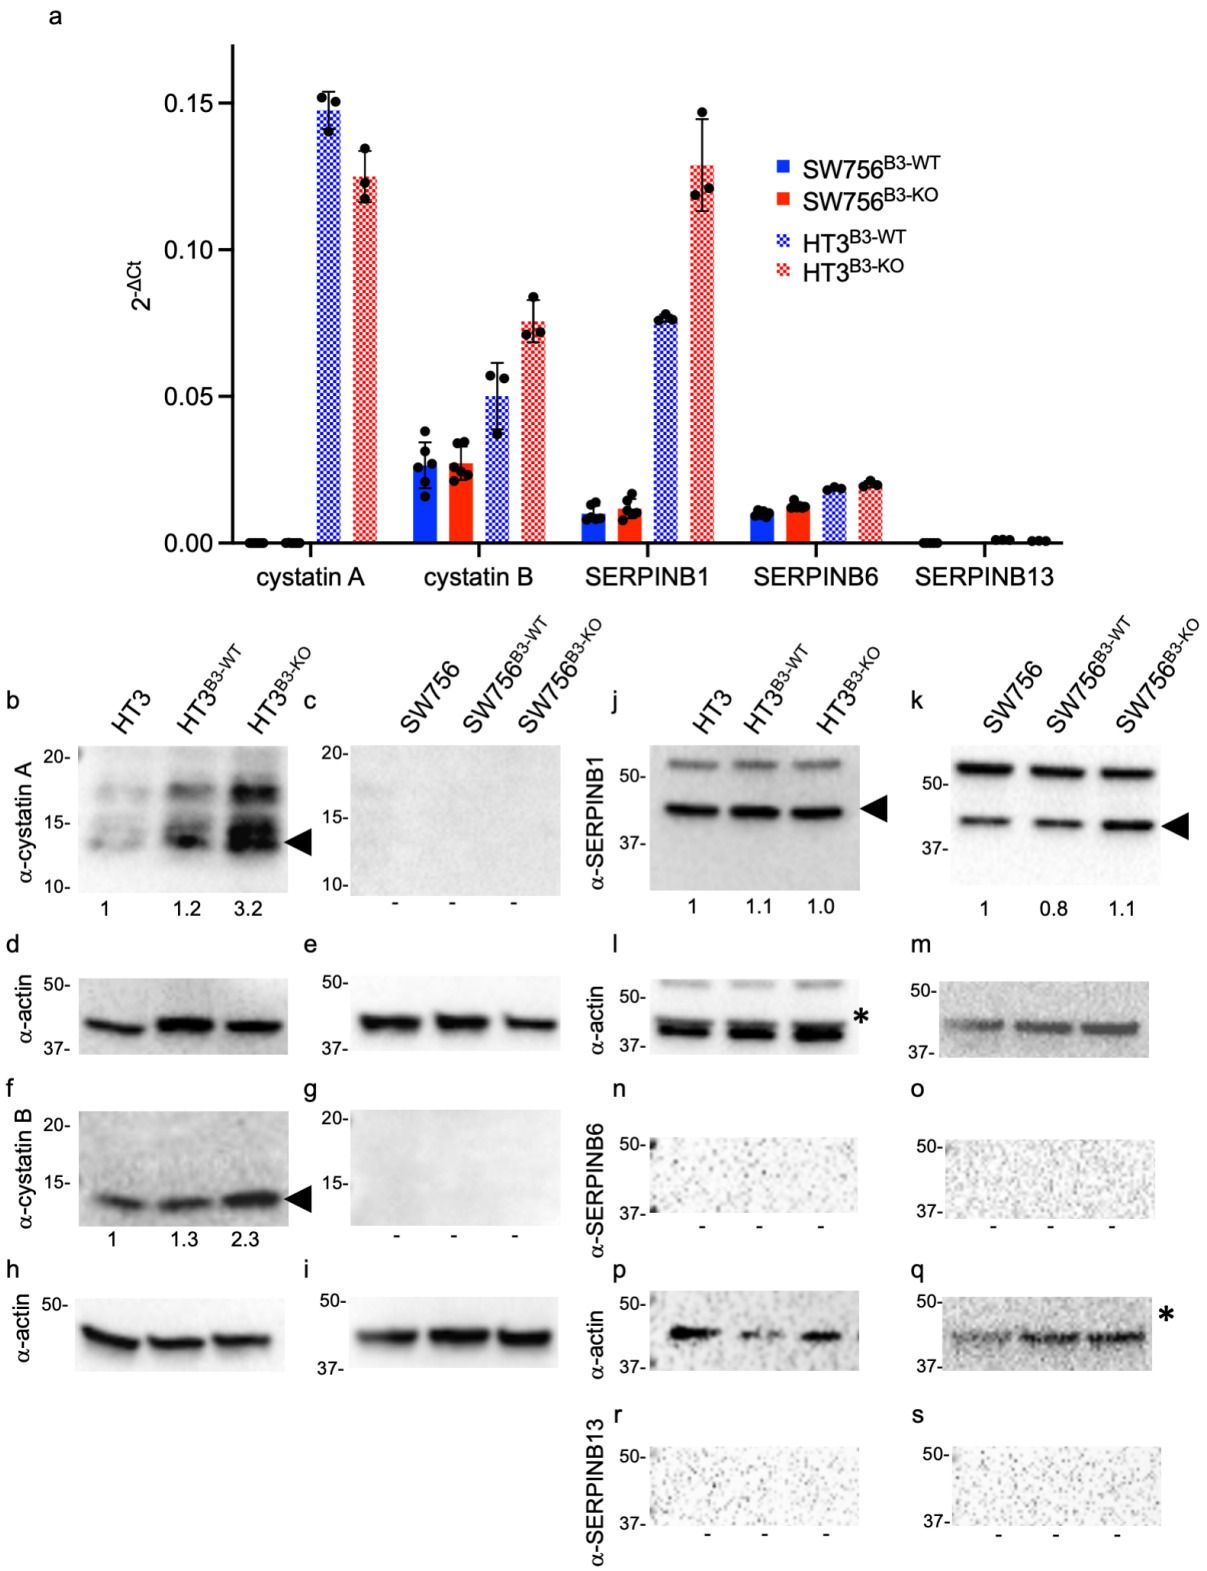 a
0.15
0.10
0.05
0.00
2-ΔCt
SW756B3-WT
SW756B3-KO
HT3B3-WT
HT3B3-KO
cystatin A
cystatin B
SERPINB1
SERPINB6
SERPINB13
b
HT3
HT3B3-WT
HT3B3-KO
α-cystatin A
20-
15-
10-
1
1.2
3.2
c
SW756
SW756B3-WT
SW756B3-KO
20-
15-
10-
- - -
j
HT3
HT3B3-WT
HT3B3-KO
α-SERPINB1
50-
37-
1
1.1
1.0
k
SW756
SW756B3-WT
SW756B3-KO
50-
37-
1
0.8
1.1
d
α-actin
50-
37-
e
50-
37-
l
α-actin
50-
37-
*
m
50-
37-
f
α-cystatin B
20-
15-
1
1.3
2.3
g
20-
15-
- - -
n
α-SERPINB6
50-
37-
- - -
o
50-
37-
- - -
h
α-actin
50-
i
50-
37-
p
α-actin
50-
37-
q
50-
37-
*
r
α-SERPINB13
50-
37-
- - -
s
50-
37-
- - -